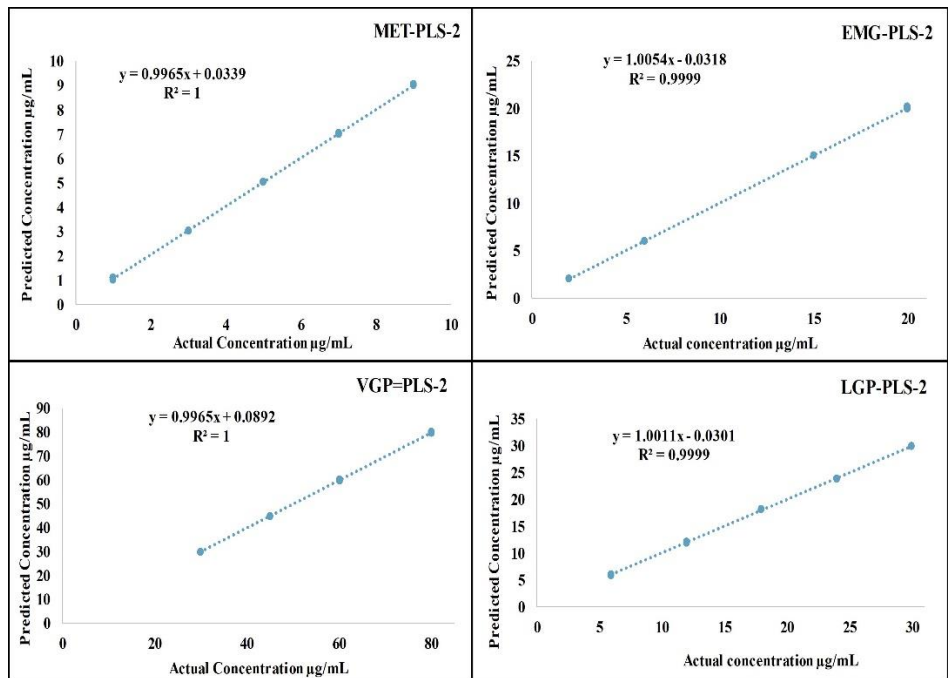 MET-PLS-2
y = 0.9965x + 0.0339
R² = 1
Predicted Concentration µg/mL
10
9
8
7
6
5
4
3
2
1
0
0 2 4 6 8 10
Actual Concentration µg/mL
EMG-PLS-2
y = 1.0054x - 0.0318
R² = 0.9999
Predicted Concentration µg/mL
25
20
15
10
5
0
0 5 10 15 20
Actual concentration µg/mL
VGP=PLS-2
y = 0.9965x + 0.0892
R² = 1
Predicted Concentration µg/mL
90
80
70
60
50
40
30
20
10
0
0 20 40 60 80
Actual Concentration µg/mL
LGP-PLS-2
y = 1.0011x - 0.0301
R² = 0.9999
Predicted Concentration µg/mL
35
30
25
20
15
10
5
0
0 5 10 15 20 25 30
Actual concentration µg/mL